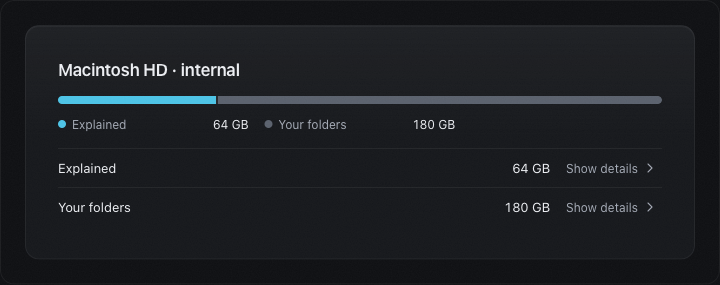 Macintosh HD · internal
Explained 64 GB Your folders 180 GB
Explained 64 GB Show details
Your folders 180 GB Show details